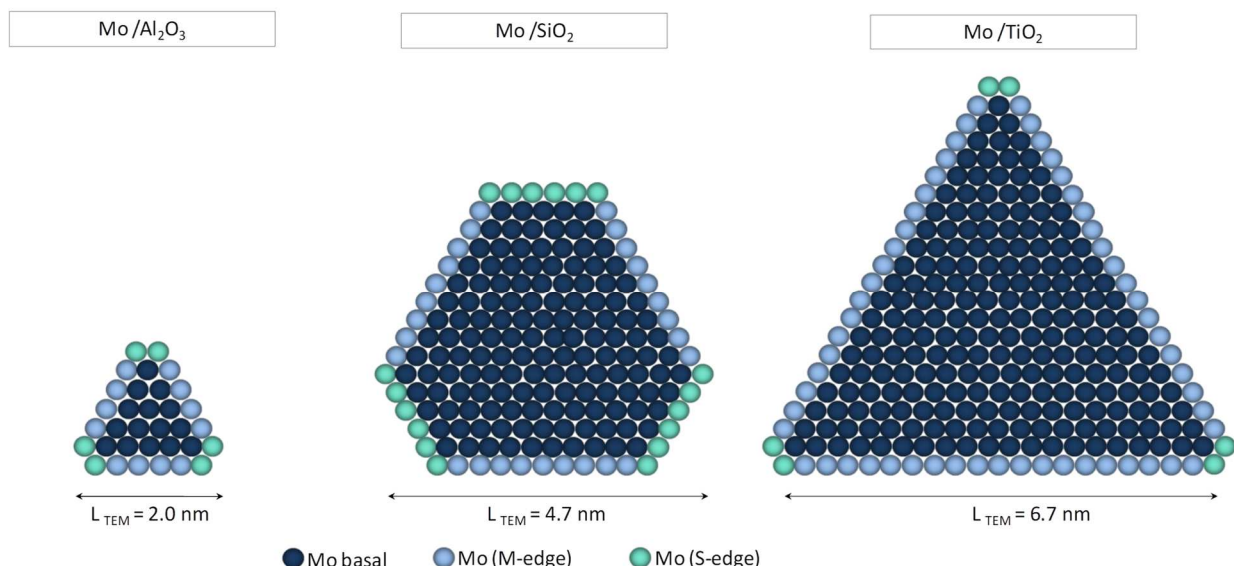 Mo /Al₂O₃
Mo /SiO₂
Mo /TiO₂
L TEM = 2.0 nm
L TEM = 4.7 nm
L TEM = 6.7 nm
Mo basal
Mo (M-edge)
Mo (S-edge)